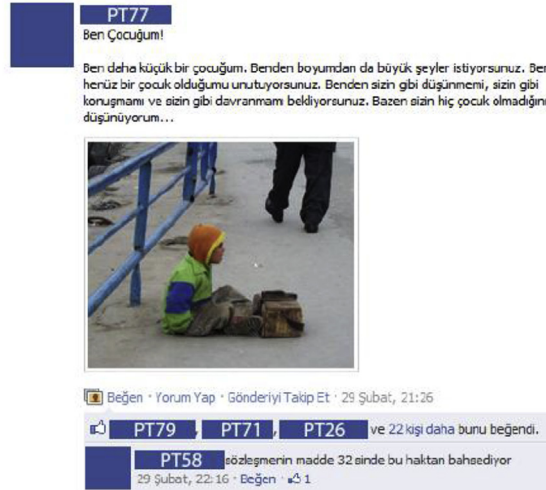 PT77
Ben Çocuğum!
Ben daha küçük bir çocuğum. Benden boyumdan da büyük şeyler istiyorsunuz.
henüz bir çocuk olduğumu unutuyorsunuz. Benden sizin gibi düşünmemi, sizin gibi
konuşmamı ve sizin gibi davranmamı bekliyorsunuz. Bazen sizin hiç çocuk
düşünüyorum...
Beğen · Yorum Yap · Gönderiyi Takip Et · 29 Şubat, 21:26
PT79, PT71, PT26 ve 22 kişi daha bunu beğendi.
PT58 sözleşmenin madde 32 sinde bu haktan bahsediyor
29 Şubat, 22:16 · Beğen · 1